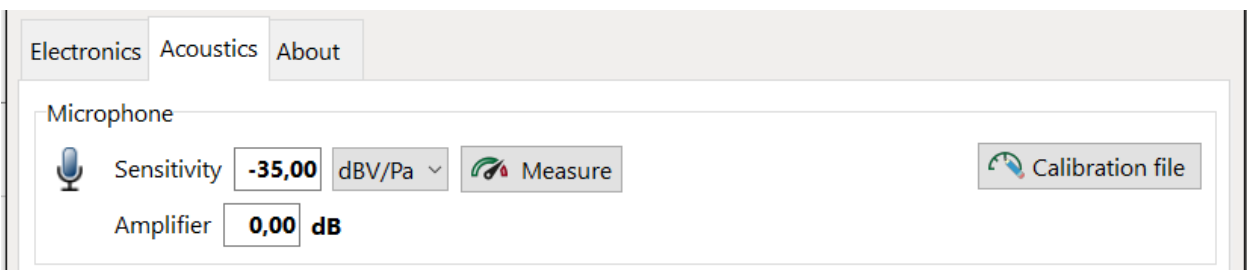 Electronics Acoustics About
Microphone
Sensitivity -35,00 dBV/Pa Measure Calibration file
Amplifier 0,00 dB